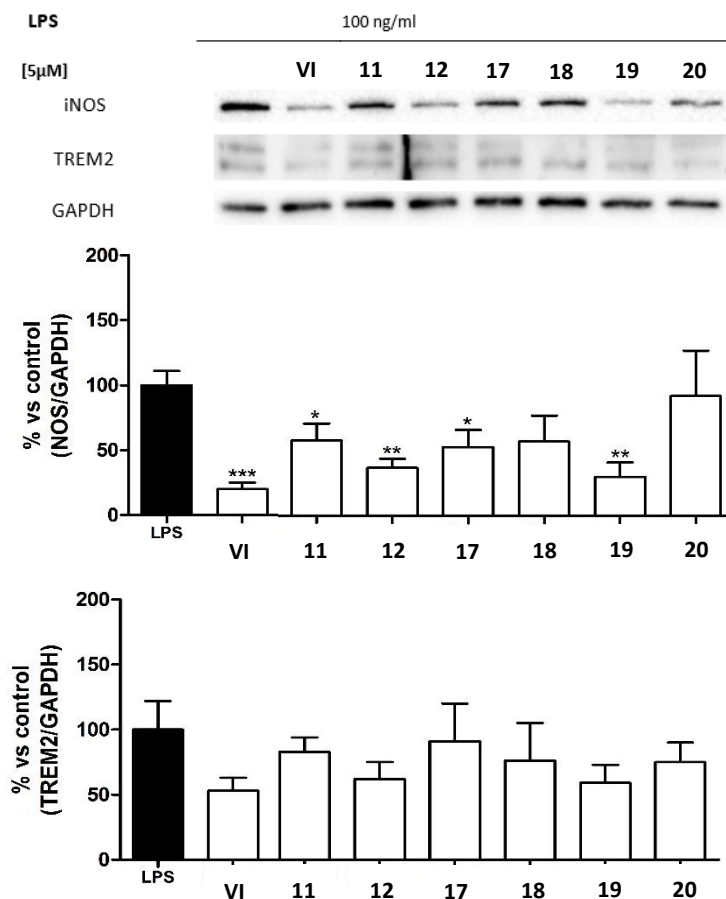 LPS 100 ng/ml
[5µM] VI 11 12 17 18 19 20
iNOS
TREM2
GAPDH
% vs control
(NOS/GAPDH)
200
150
100
50
0
*** * ** * **
LPS VI 11 12 17 18 19 20
% vs control
(TREM2/GAPDH)
200
150
100
50
0
LPS VI 11 12 17 18 19 20